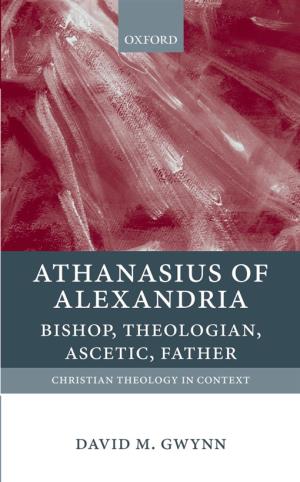 OXFORD
ATHANASIUS OF
ALEXANDRIA
BISHOP, THEOLOGIAN,
ASCETIC, FATHER
CHRISTIAN THEOLOGY IN CONTEXT
DAVID M. GWYNN